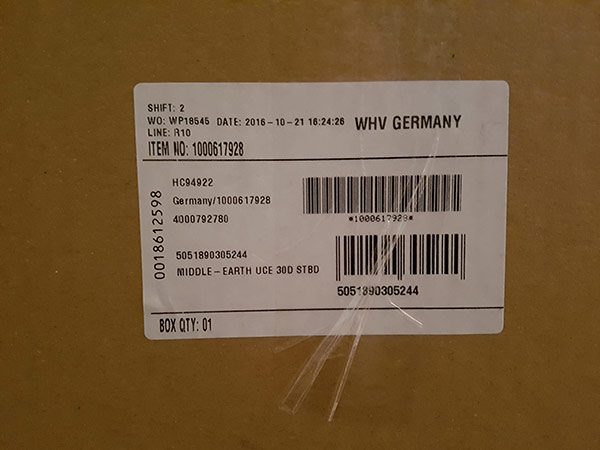 SHIFT: 2
WO: WP18545 DATE: 2016-10-21 16:24:26 WHV GERMANY
LINE: R10
ITEM NO: 1000617928
0018612598
HC94922
Germany/1000617928
4000792780
*1000617928*
5051890305244
MIDDLE-EARTH UCE 30D STBD
5051890305244
BOX QTY: 01